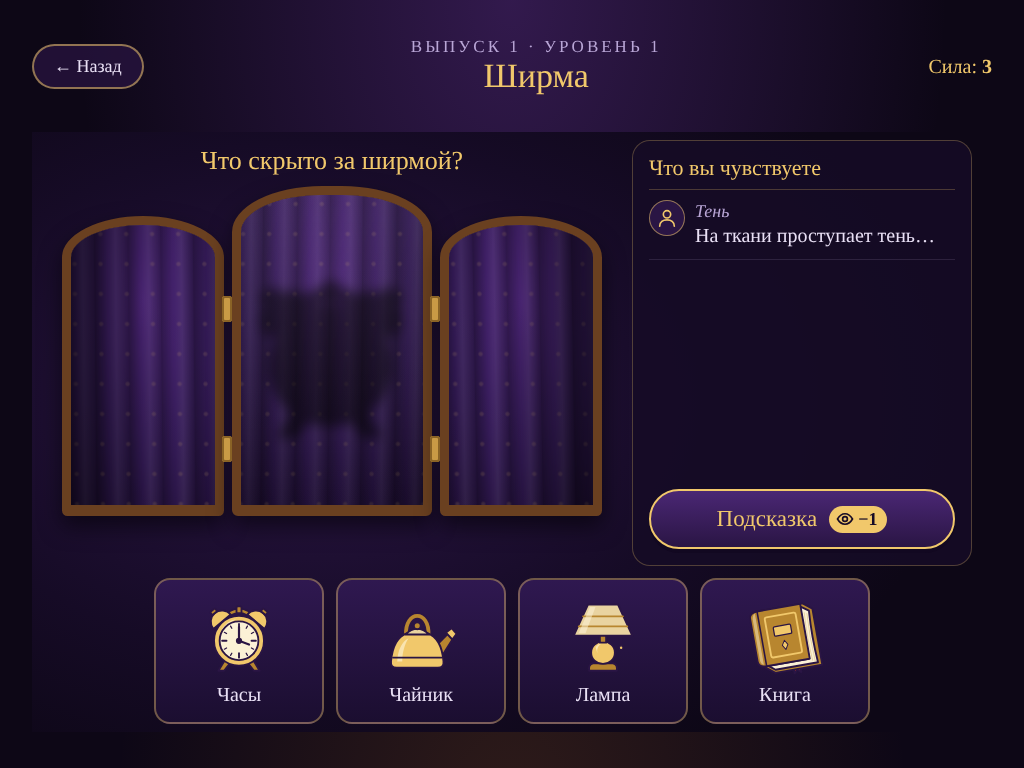 ← Назад
ВЫПУСК 1 · УРОВЕНЬ 1
Ширма
Сила: 3
Что скрыто за ширмой?
Что вы чувствуете
Тень
На ткани проступает тень…
Подсказка −1
Часы
Чайник
Лампа
Книга